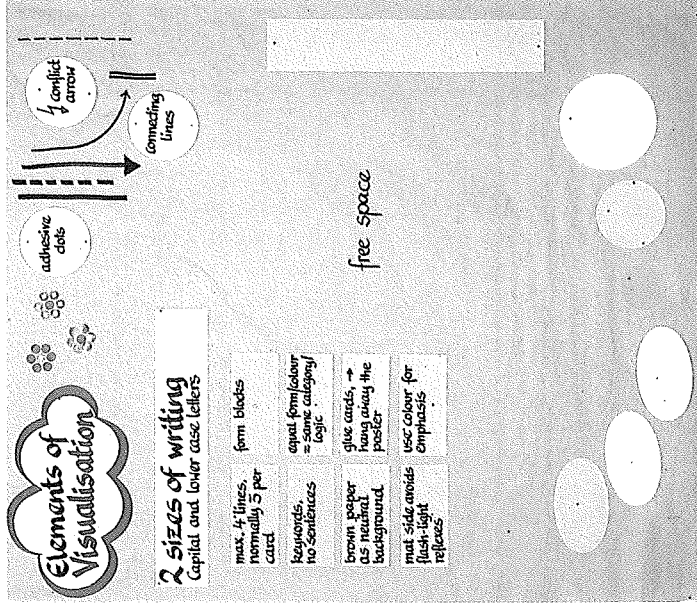 Elements of
Visualisation
adhesive
dots
conflict
arrow
connecting
lines
2 sizes of writing
Capital and lower case letters
max. 4 lines,
normally 5 per
card
form blocks
keywords,
no sentences
equal form/colour
= same category/
logic
brown paper
as neutral
background
glue cards, →
hang away the
poster
mat side avoids
flash-light
reflexes
use colour for
emphasis
free space